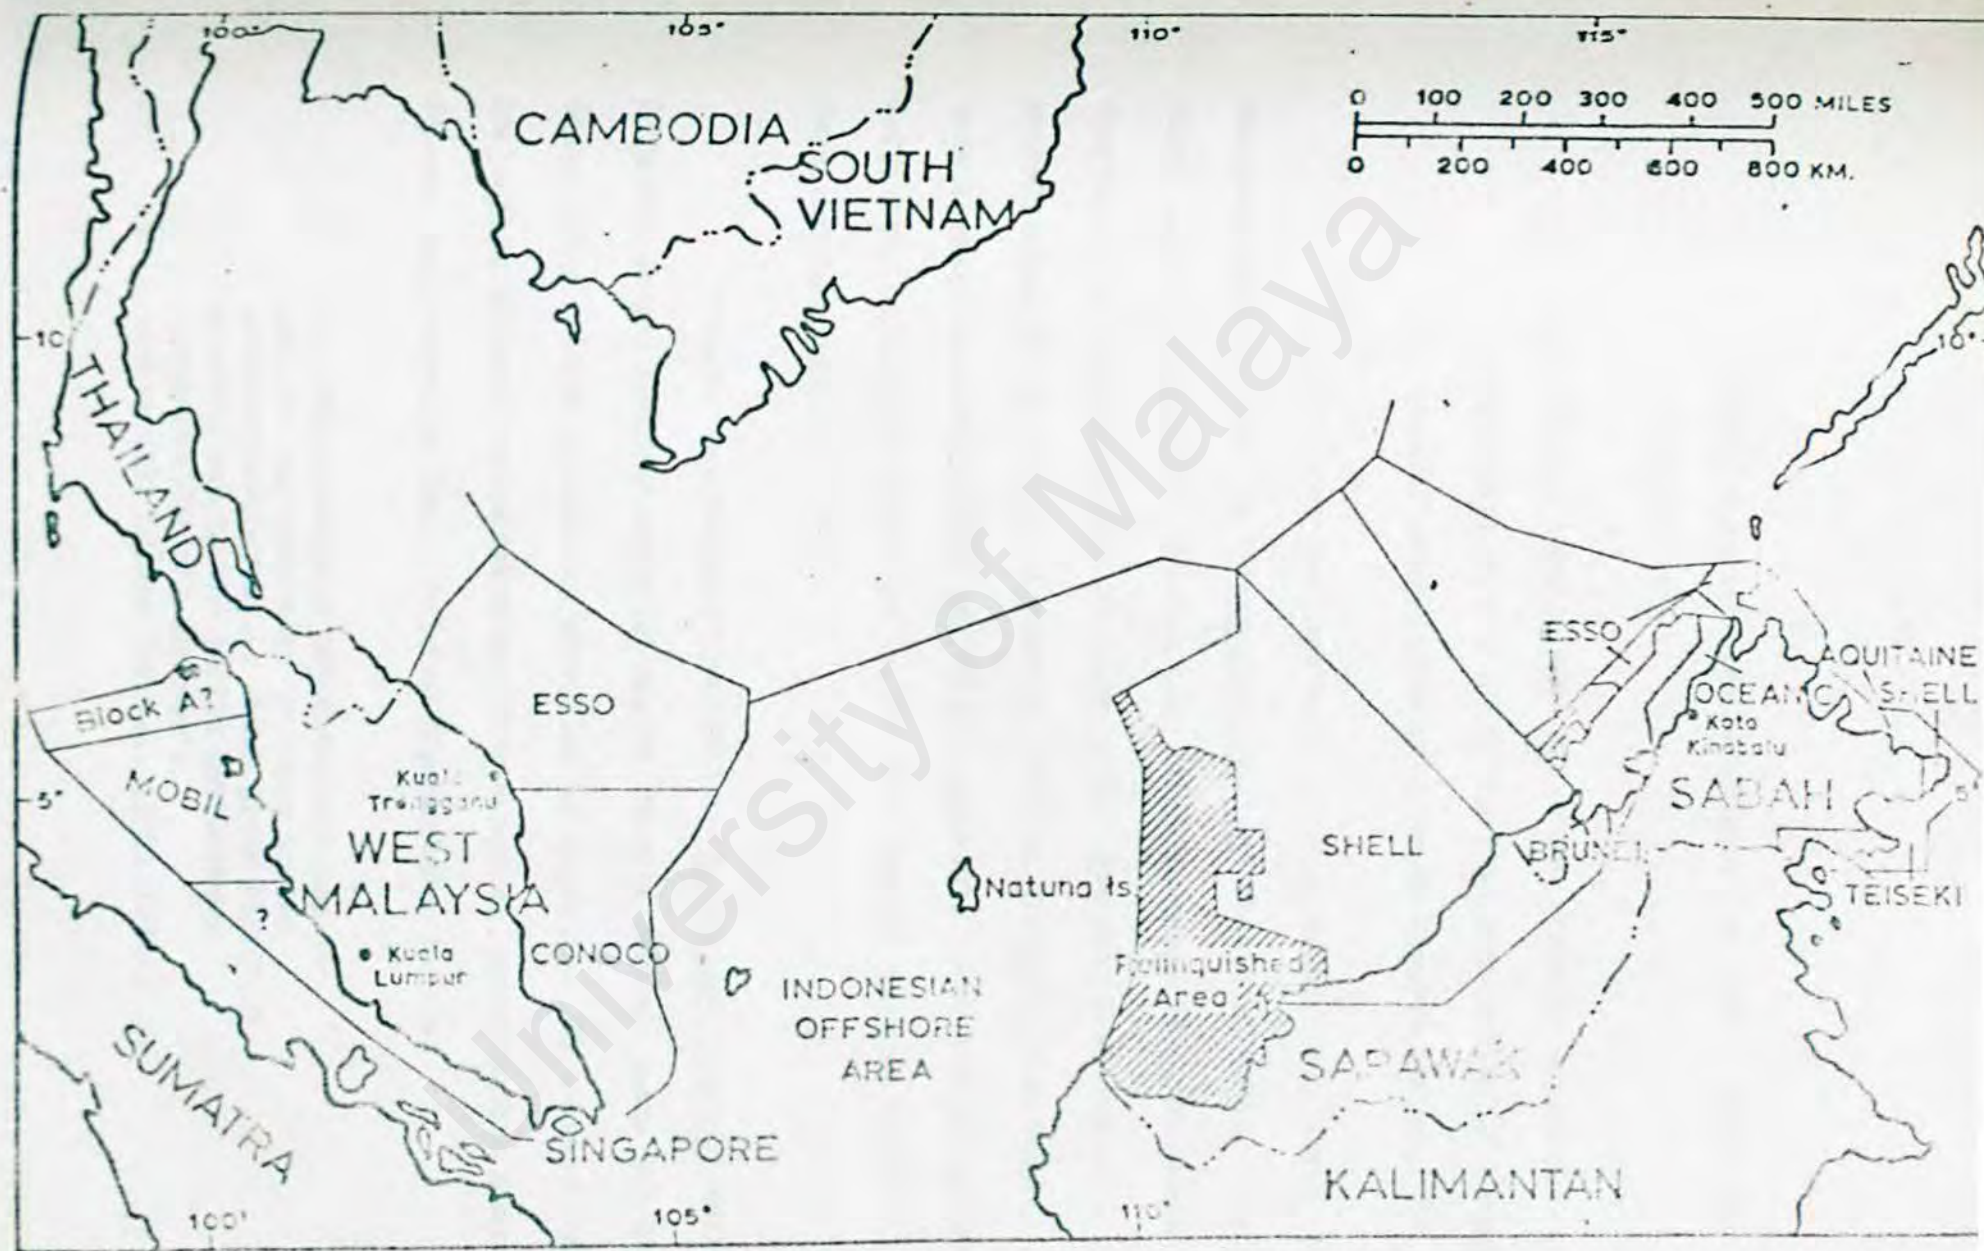 100°
105°
110°
115°
0 100 200 300 400 500 MILES
0 200 400 600 800 KM.
CAMBODIA
SOUTH
VIETNAM
10
10°
THAILAND
ESSO
ESSO
AQUITAINE
OCEANIC
SHELL
Block A?
Kota
Kinabalu
MOBIL
Kuala
Trengganu
5°
5°
SABAH
WEST
MALAYSIA
SHELL
BRUNEI
Natuna Is.
TEISEKI
?
Kuala
Lumpur
CONOCO
Relinquished
Area
INDONESIAN
OFFSHORE
AREA
SUMATRA
SARAWAK
SINGAPORE
KALIMANTAN
100°
105°
110°
University of Malaya